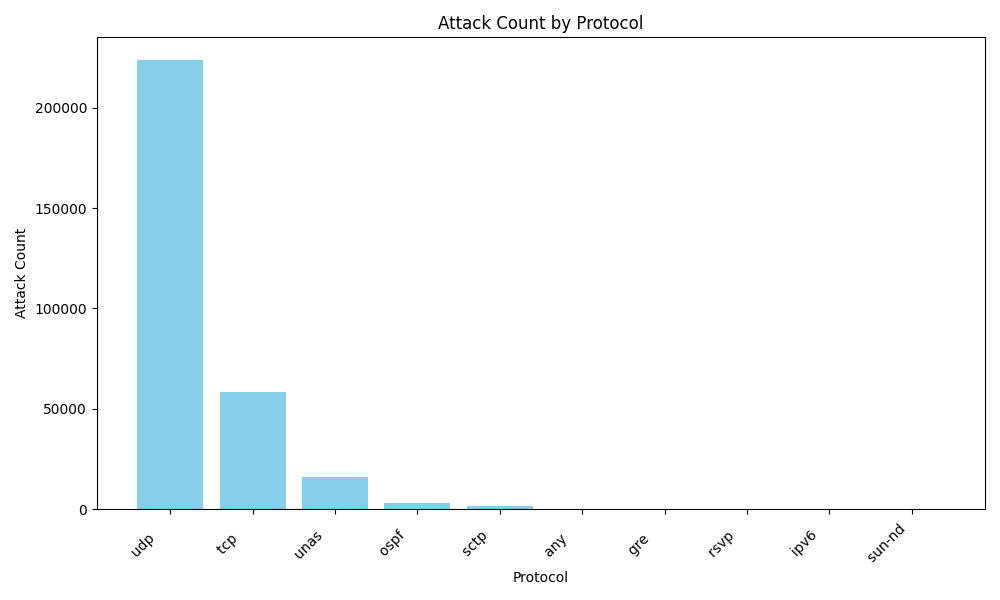 Attack Count by Protocol
Attack Count
200000
150000
100000
50000
0
udp
tcp
unas
ospf
sctp
any
gre
rsvp
ipv6
sun-nd
Protocol